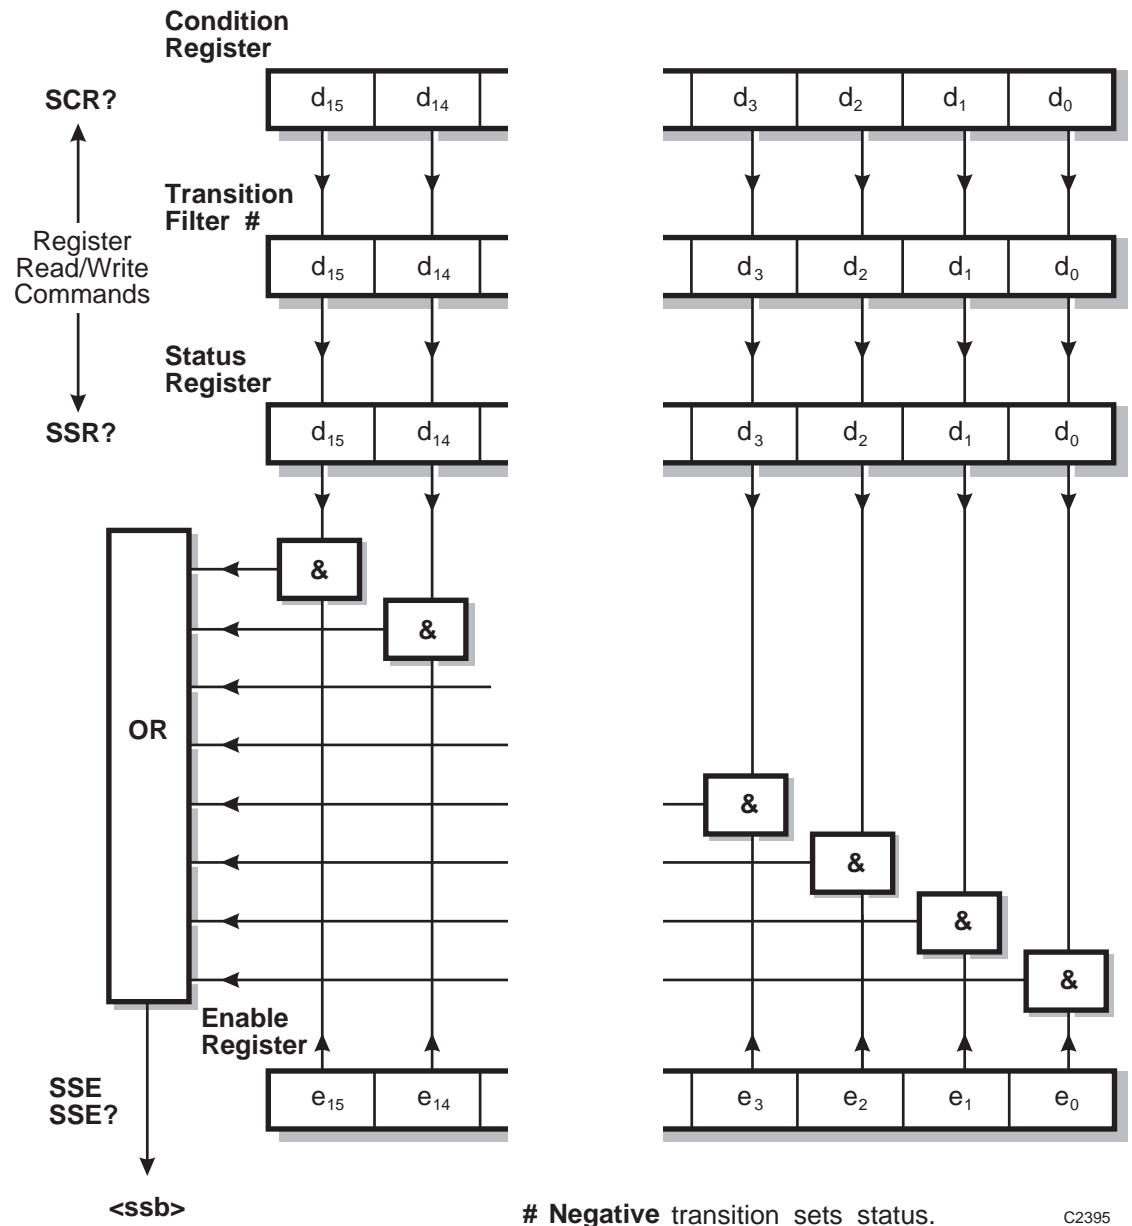 Condition
Register
SCR?
d15 d14 d3 d2 d1 d0
Transition
Filter #
Register
Read/Write
Commands
d15 d14 d3 d2 d1 d0
Status
Register
SSR?
d15 d14 d3 d2 d1 d0
&
&
OR
&
&
&
&
Enable
Register
SSE
SSE?
e15 e14 e3 e2 e1 e0
<ssb>
# Negative transition sets status.
C2395